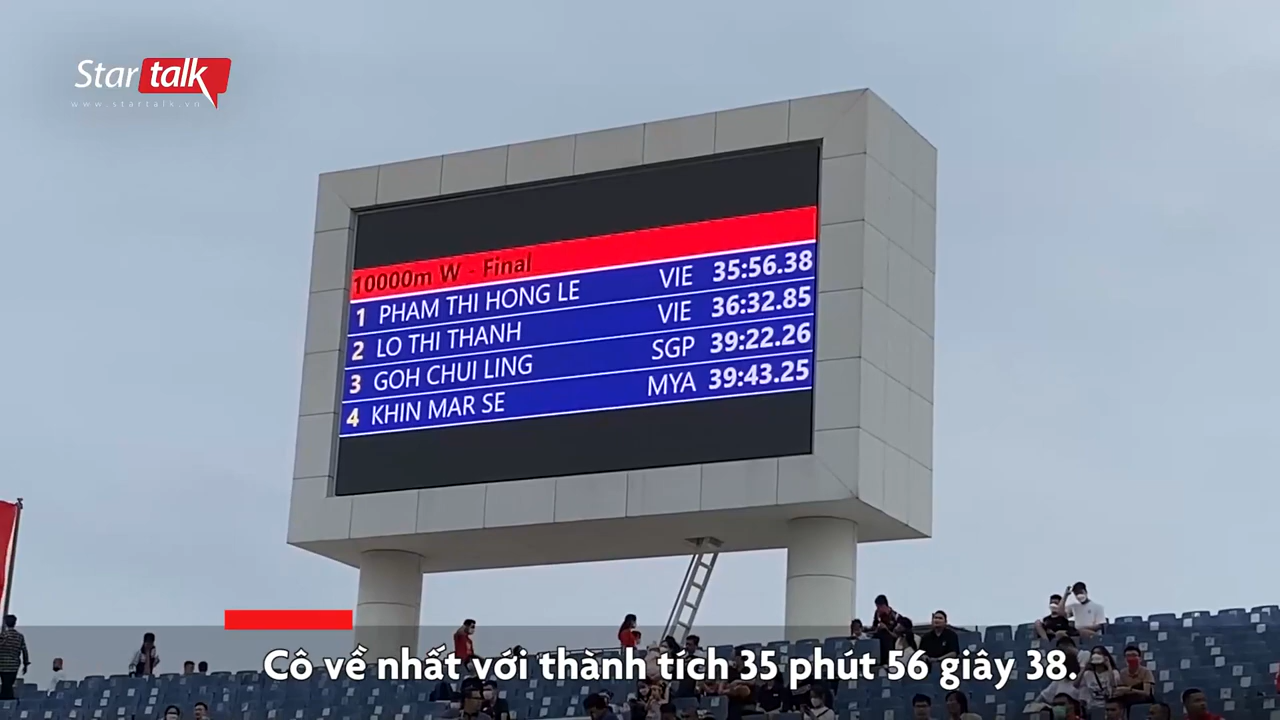 Star talk
www.startalk.vn
10000m W - Final
1 PHAM THI HONG LE VIE 35:56.38
2 LO THI THANH VIE 36:32.85
3 GOH CHUI LING SGP 39:22.26
4 KHIN MAR SE MYA 39:43.25
Cô về nhất với thành tích 35 phút 56 giây 38.